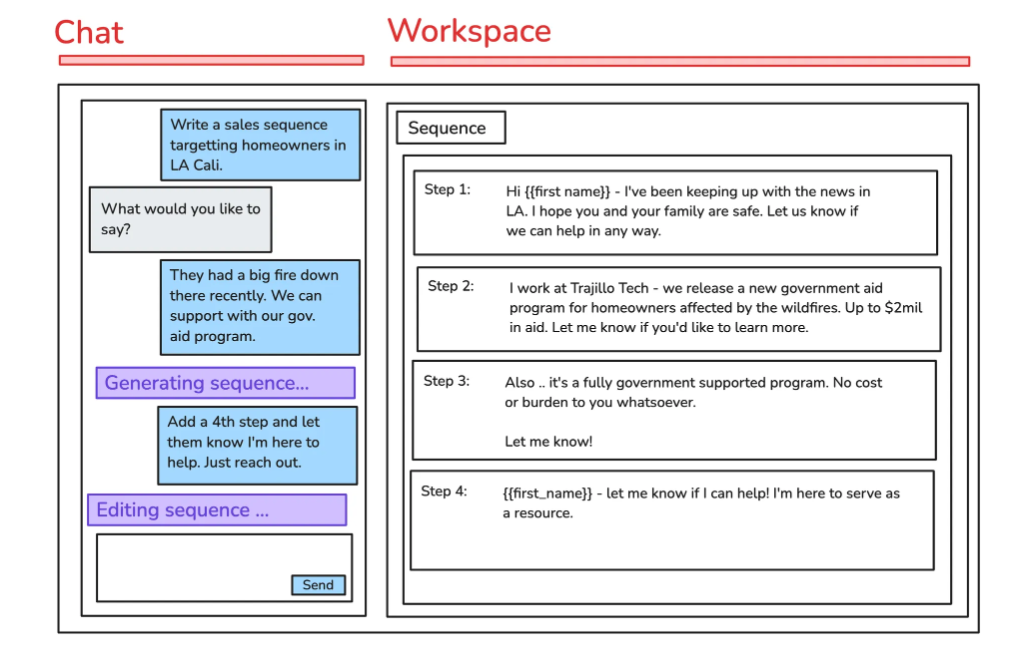 Chat
Workspace
Write a sales sequence
targetting homeowners in
LA Cali.
What would you like to
say?
They had a big fire down
there recently. We can
support with our gov.
aid program.
Generating sequence...
Add a 4th step and let
them know I'm here to
help. Just reach out.
Editing sequence ...
Send
Sequence
Step 1:
Hi {{first name}} - I've been keeping up with the news in
LA. I hope you and your family are safe. Let us know if
we can help in any way.
Step 2:
I work at Trajillo Tech - we release a new government aid
program for homeowners affected by the wildfires. Up to $2mil
in aid. Let me know if you'd like to learn more.
Step 3:
Also .. it's a fully government supported program. No cost
or burden to you whatsoever.
Let me know!
Step 4:
{{first_name}} - let me know if I can help! I'm here to serve as
a resource.